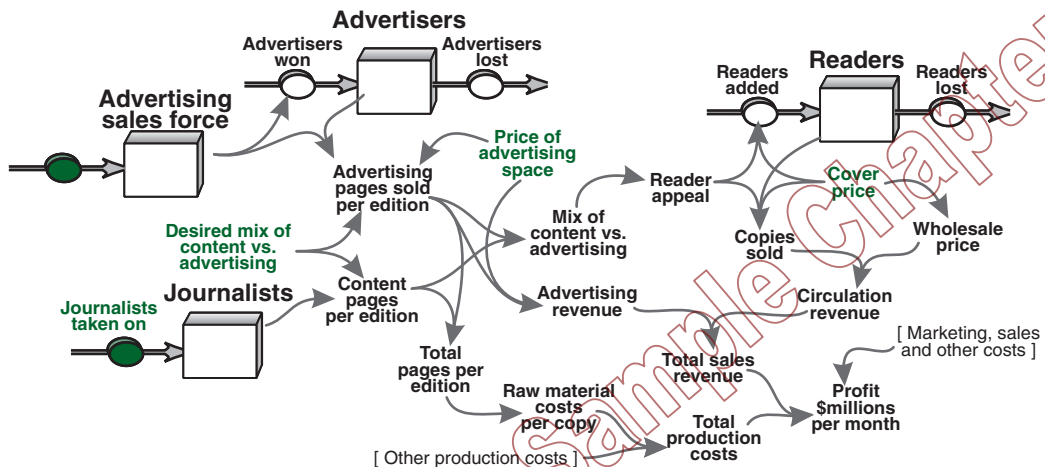 Advertisers
Advertisers
won
Advertisers
lost
Advertising
sales force
Readers
Readers
added
Readers
lost
Price of
advertising
space
Advertising
pages sold
per edition
Reader
appeal
Cover
price
Desired mix of
content vs.
advertising
Mix of
content vs.
advertising
Copies
sold
Wholesale
price
Journalists
Journalists
taken on
Content
pages
per edition
Advertising
revenue
Circulation
revenue
[ Marketing, sales
and other costs ]
Total
pages per
edition
Total sales
revenue
Raw material
costs
per copy
Profit
$millions
per month
Total
production
costs
[ Other production costs ]
Sample Chapter